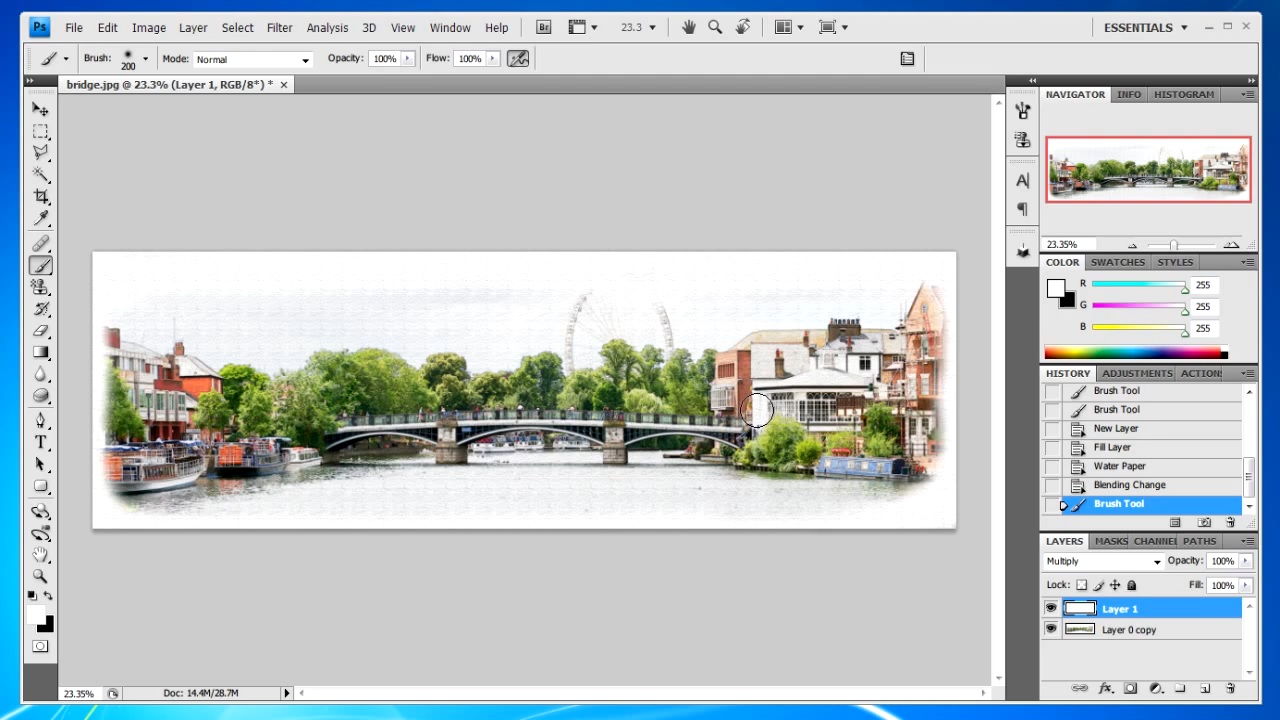 Ps File Edit Image Layer Select Filter Analysis 3D View Window Help Br 23.3 ESSENTIALS
Brush: 200 Mode: Normal Opacity: 100% Flow: 100%
bridge.jpg @ 23.3% (Layer 1, RGB/8*) *
NAVIGATOR INFO HISTOGRAM
23.35%
COLOR SWATCHES STYLES
R 255
G 255
B 255
HISTORY ADJUSTMENTS ACTIONS
Brush Tool
Brush Tool
New Layer
Fill Layer
Water Paper
Blending Change
Brush Tool
LAYERS MASKS CHANNEL PATHS
Multiply Opacity: 100%
Lock: Fill: 100%
Layer 1
Layer 0 copy
23.35% Doc: 14.4M/28.7M